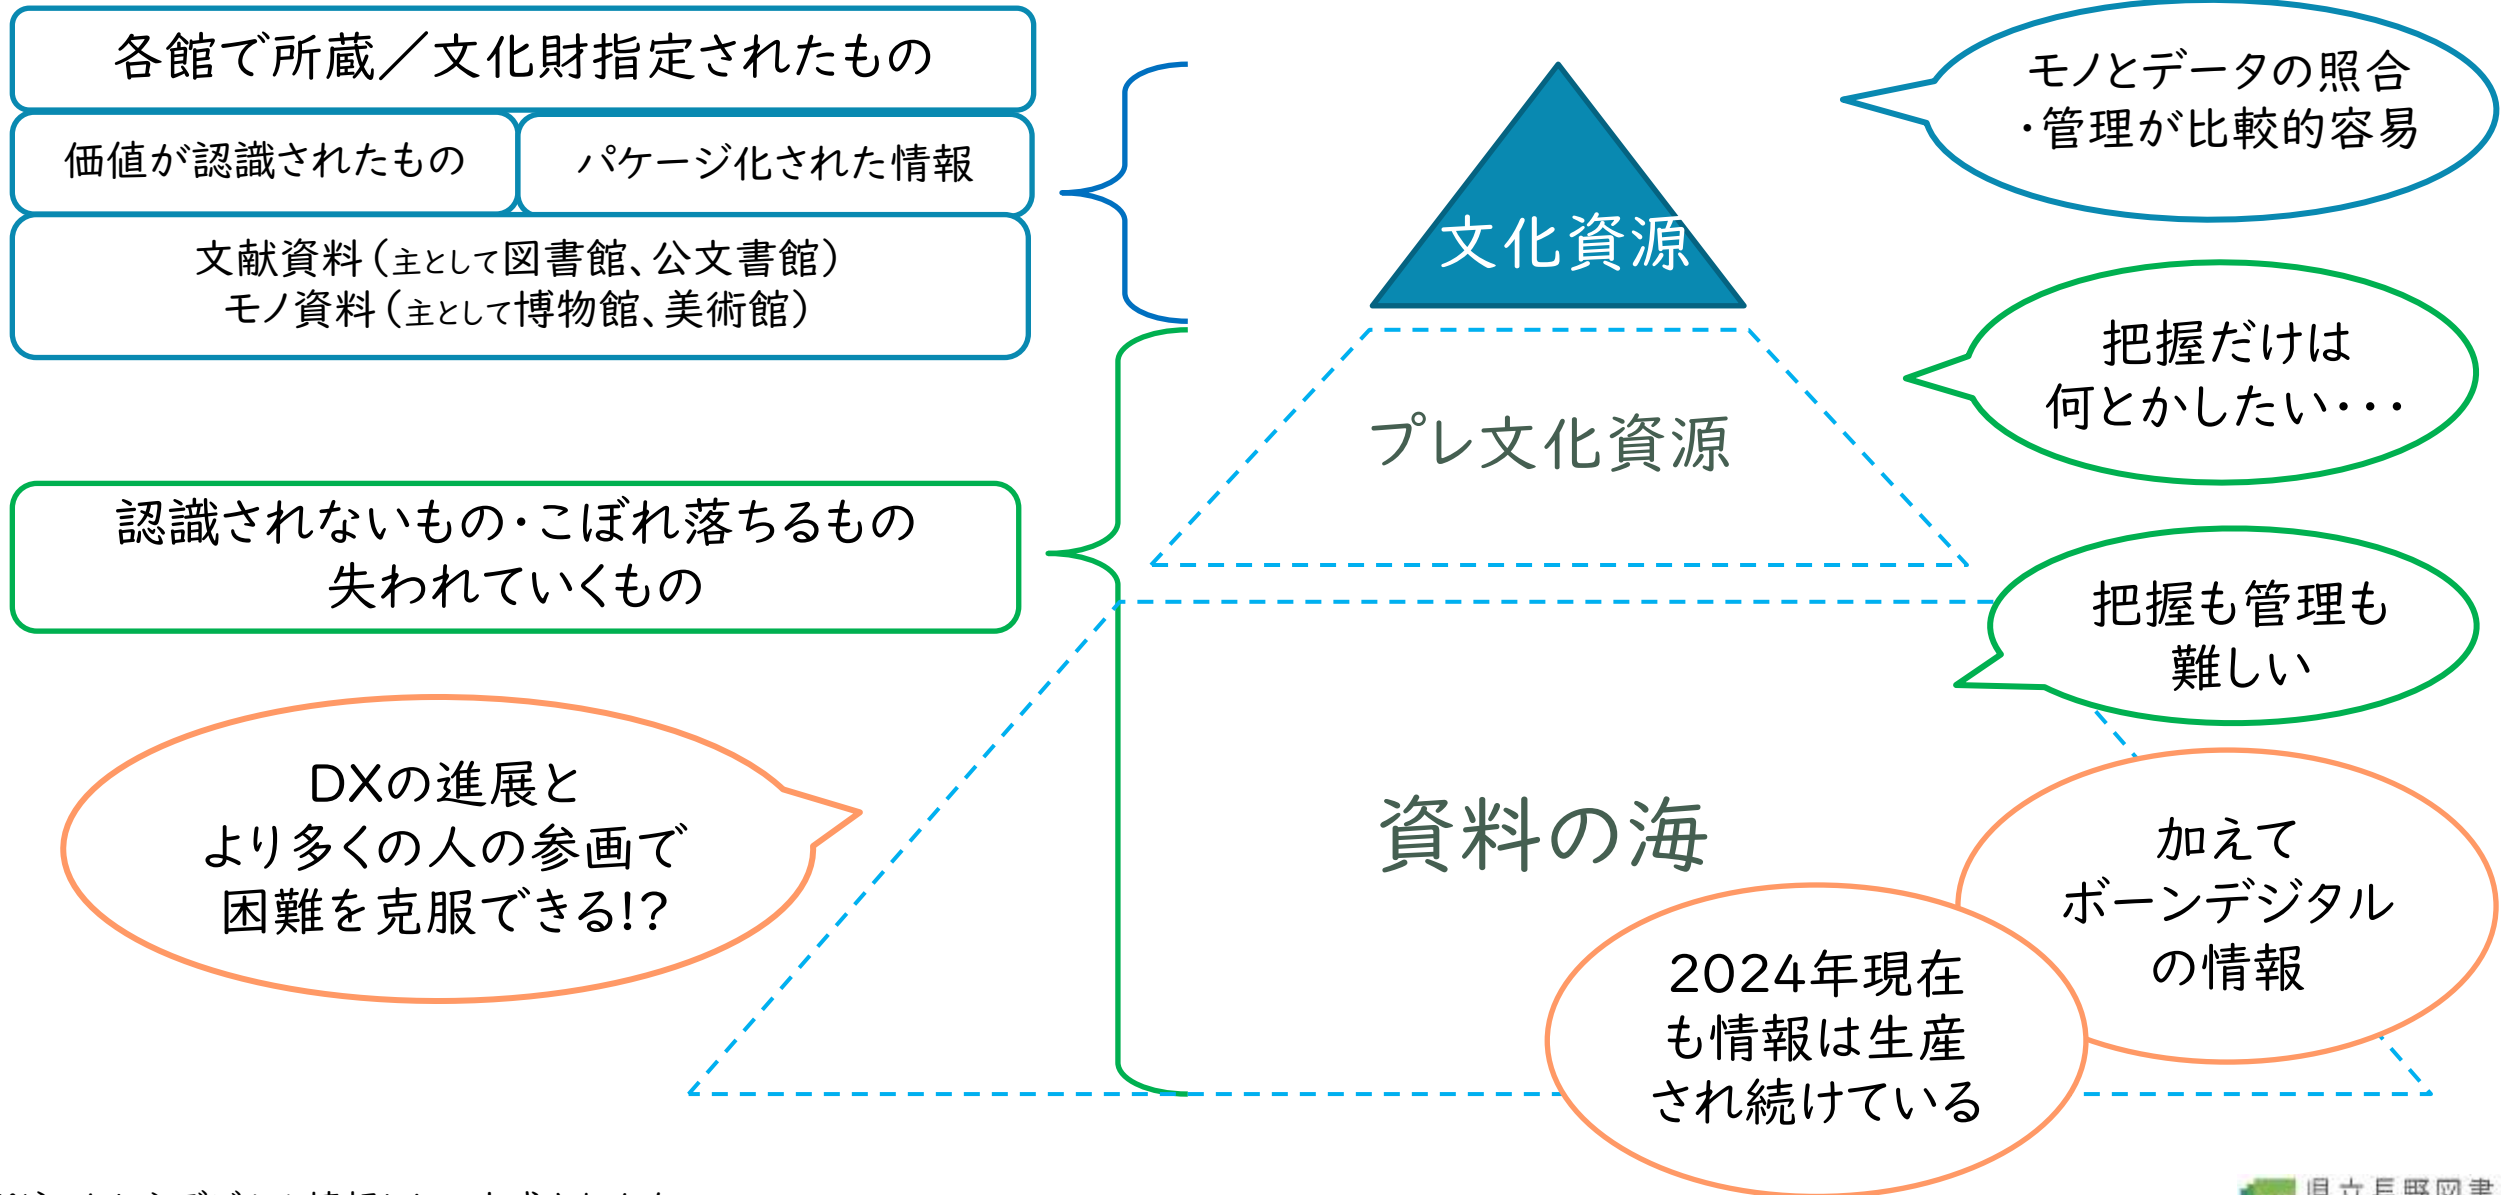 各館で所蔵／文化財指定されたもの
価値が認識されたもの
パッケージ化された情報
文献資料（主として図書館、公文書館）
モノ資料（主として博物館、美術館）
文化資源
モノとデータの照合
・管理が比較的容易
プレ文化資源
把握だけは
何とかしたい・・・
認識されないもの・こぼれ落ちるもの
失われていくもの
把握も管理も
難しい
DXの進展と
より多くの人の参画で
困難を克服できる!？
資料の海
加えて
ボーンデジタル
の情報
2024年現在
も情報は生産
され続けている
県立長野図書